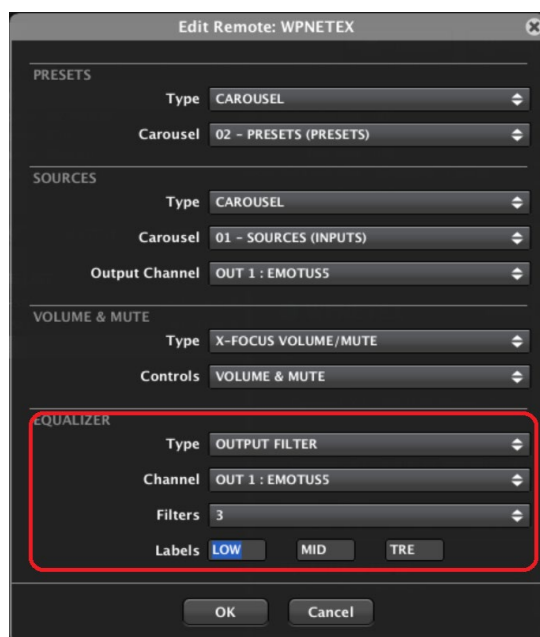 Edit Remote: WPNETEX
PRESETS
Type CAROUSEL
Carousel 02 - PRESETS (PRESETS)
SOURCES
Type CAROUSEL
Carousel 01 - SOURCES (INPUTS)
Output Channel OUT 1 : EMOTUS5
VOLUME & MUTE
Type X-FOCUS VOLUME/MUTE
Controls VOLUME & MUTE
EQUALIZER
Type OUTPUT FILTER
Channel OUT 1 : EMOTUS5
Filters 3
Labels LOW MID TRE
OK Cancel